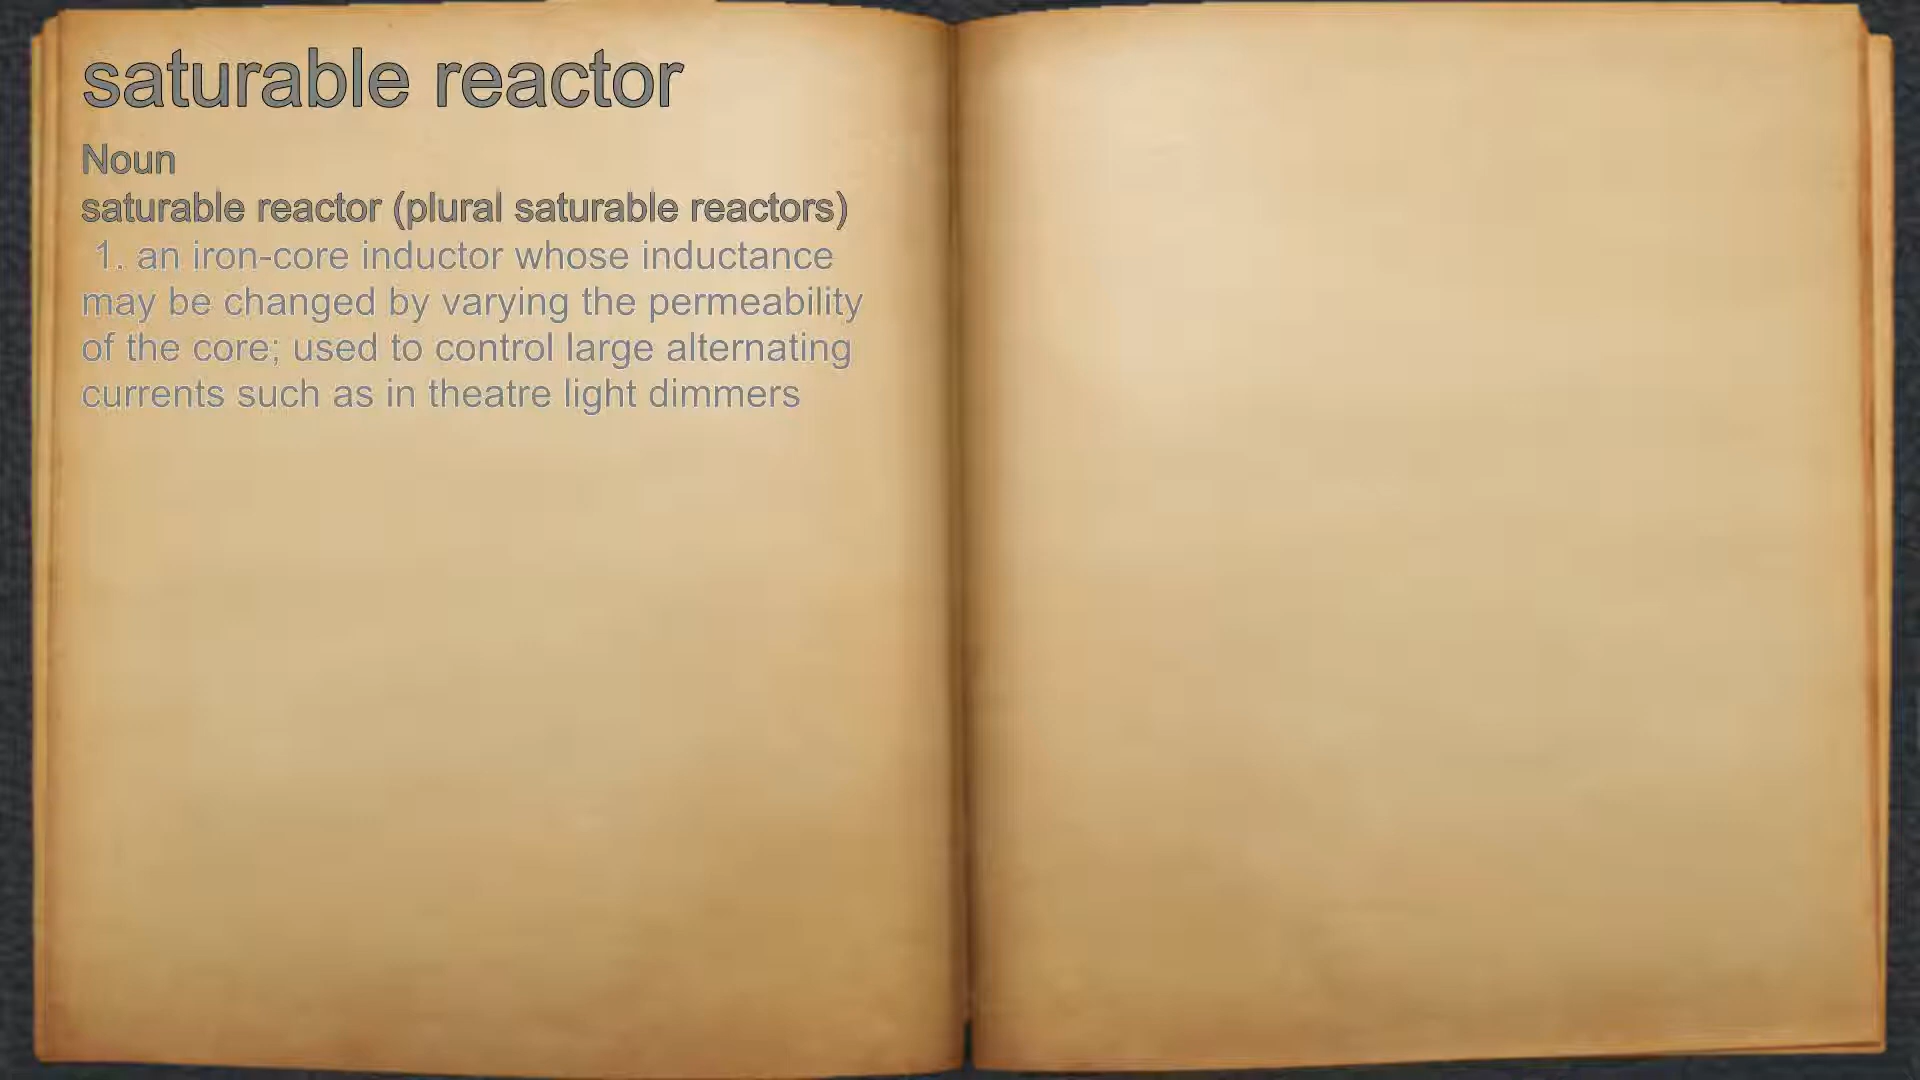 saturable reactor
Noun
saturable reactor (plural saturable reactors)
1. an iron-core inductor whose inductance
may be changed by varying the permeability
of the core; used to control large alternating
currents such as in theatre light dimmers